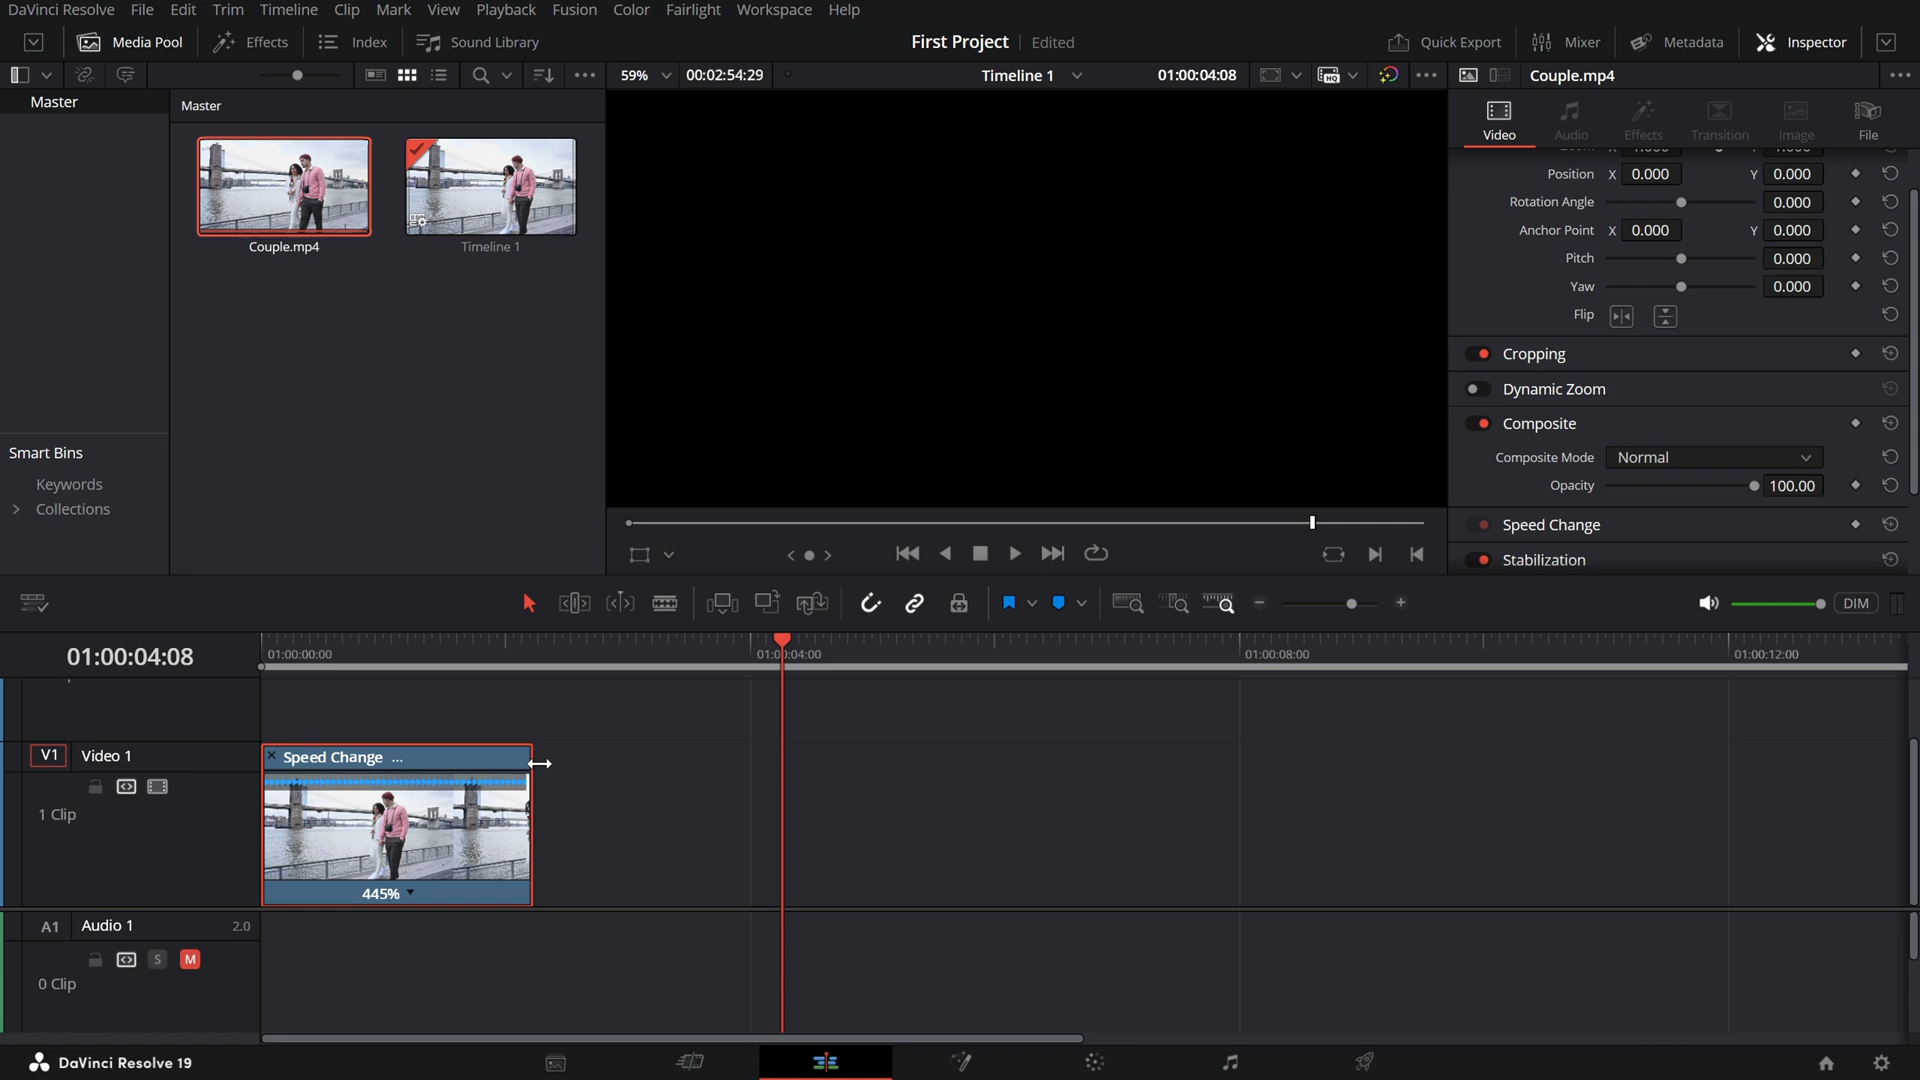 DaVinci Resolve File Edit Trim Timeline Clip Mark View Playback Fusion Color Fairlight Workspace Help
Media Pool Effects Index Sound Library First Project Edited Quick Export Mixer Metadata Inspector
59% 00:02:54:29 Timeline 1 01:00:04:08 HQ Couple.mp4
Master
Master
Couple.mp4
Timeline 1
Smart Bins
Keywords
Collections
Video Audio Effects Transition Image File
Position X 0.000 Y 0.000
Rotation Angle 0.000
Anchor Point X 0.000 Y 0.000
Pitch 0.000
Yaw 0.000
Flip
Cropping
Dynamic Zoom
Composite
Composite Mode Normal
Opacity 100.00
Speed Change
Stabilization
DIM
01:00:04:08
01:00:00:00 01:00:04:00 01:00:08:00 01:00:12:00
V1 Video 1
1 Clip
Speed Change ...
445%
A1 Audio 1 2.0
S M
0 Clip
DaVinci Resolve 19